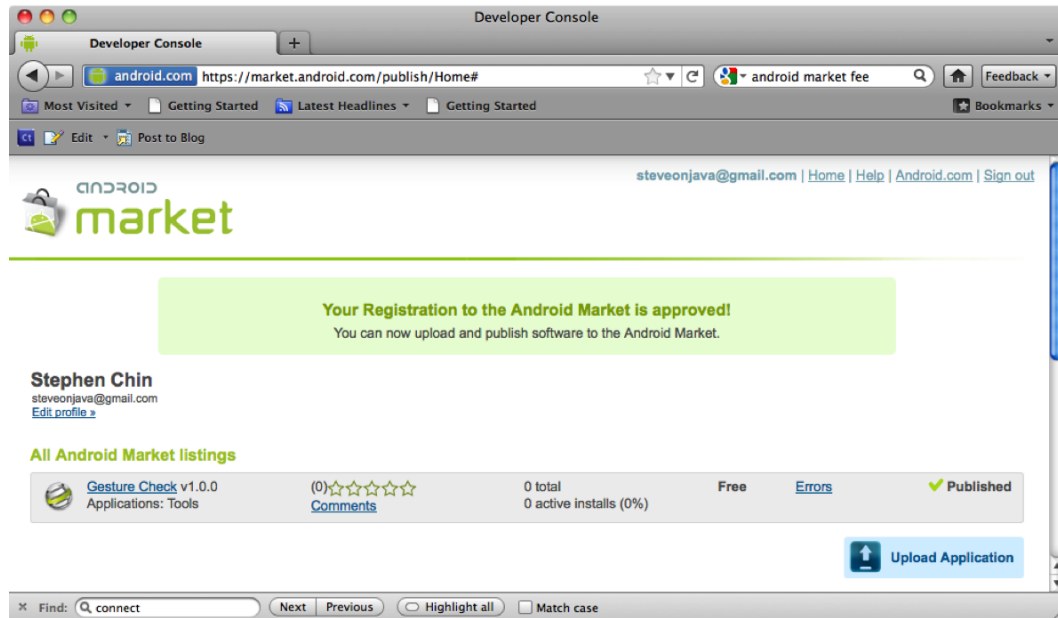 Developer Console
Developer Console
+
android.com https://market.android.com/publish/Home# android market fee Feedback
Most Visited Getting Started Latest Headlines Getting Started Bookmarks
Ct Edit Post to Blog
steveonjava@gmail.com | Home | Help | Android.com | Sign out
android
market
Your Registration to the Android Market is approved!
You can now upload and publish software to the Android Market.
Stephen Chin
steveonjava@gmail.com
Edit profile »
All Android Market listings
Gesture Check v1.0.0 (0) 0 total Free Errors Published
Applications: Tools Comments 0 active installs (0%)
Upload Application
× Find: connect Next Previous Highlight all Match case